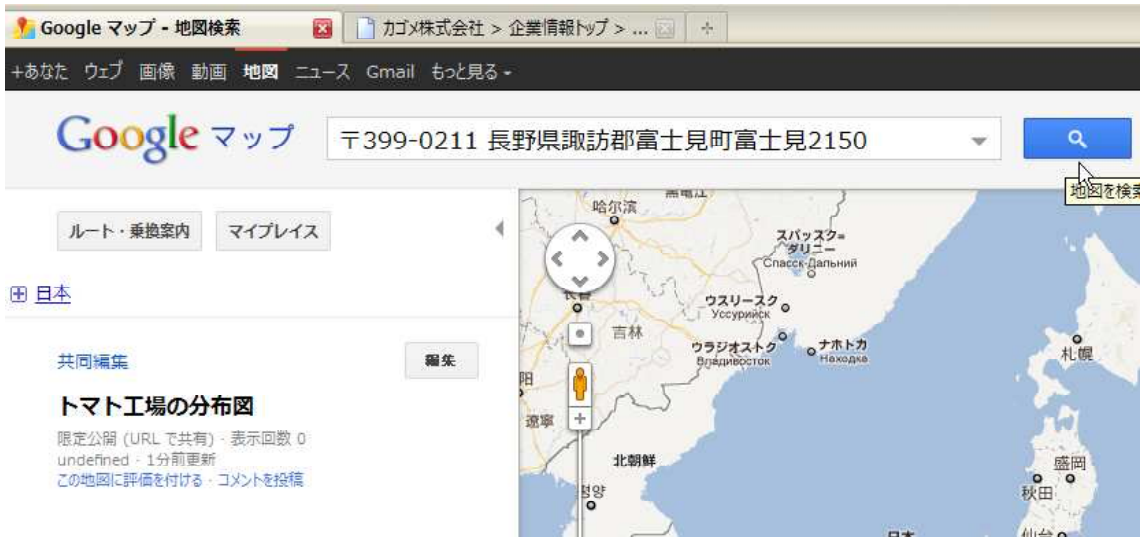 Google マップ - 地図検索
カゴメ株式会社 > 企業情報トップ > ...
+あなた ウェブ 画像 動画 地図 ニュース Gmail もっと見る
Google マップ
〒399-0211 長野県諏訪郡富士見町富士見2150
地図を検索
ルート・乗換案内 マイプレイス
日本
共同編集
編集
トマト工場の分布図
限定公開 (URL で共有) · 表示回数 0
undefined · 1分前更新
この地図に評価を付ける · コメントを投稿
哈尔滨
スパッスク=
ダリニー
Спасск-Дальний
ウスリースク
Уссурийск
吉林
ウラジオストク
Владивосток
ナホトカ
Находка
札幌
遼寧
北朝鮮
평양
盛岡
秋田
仙台
日本